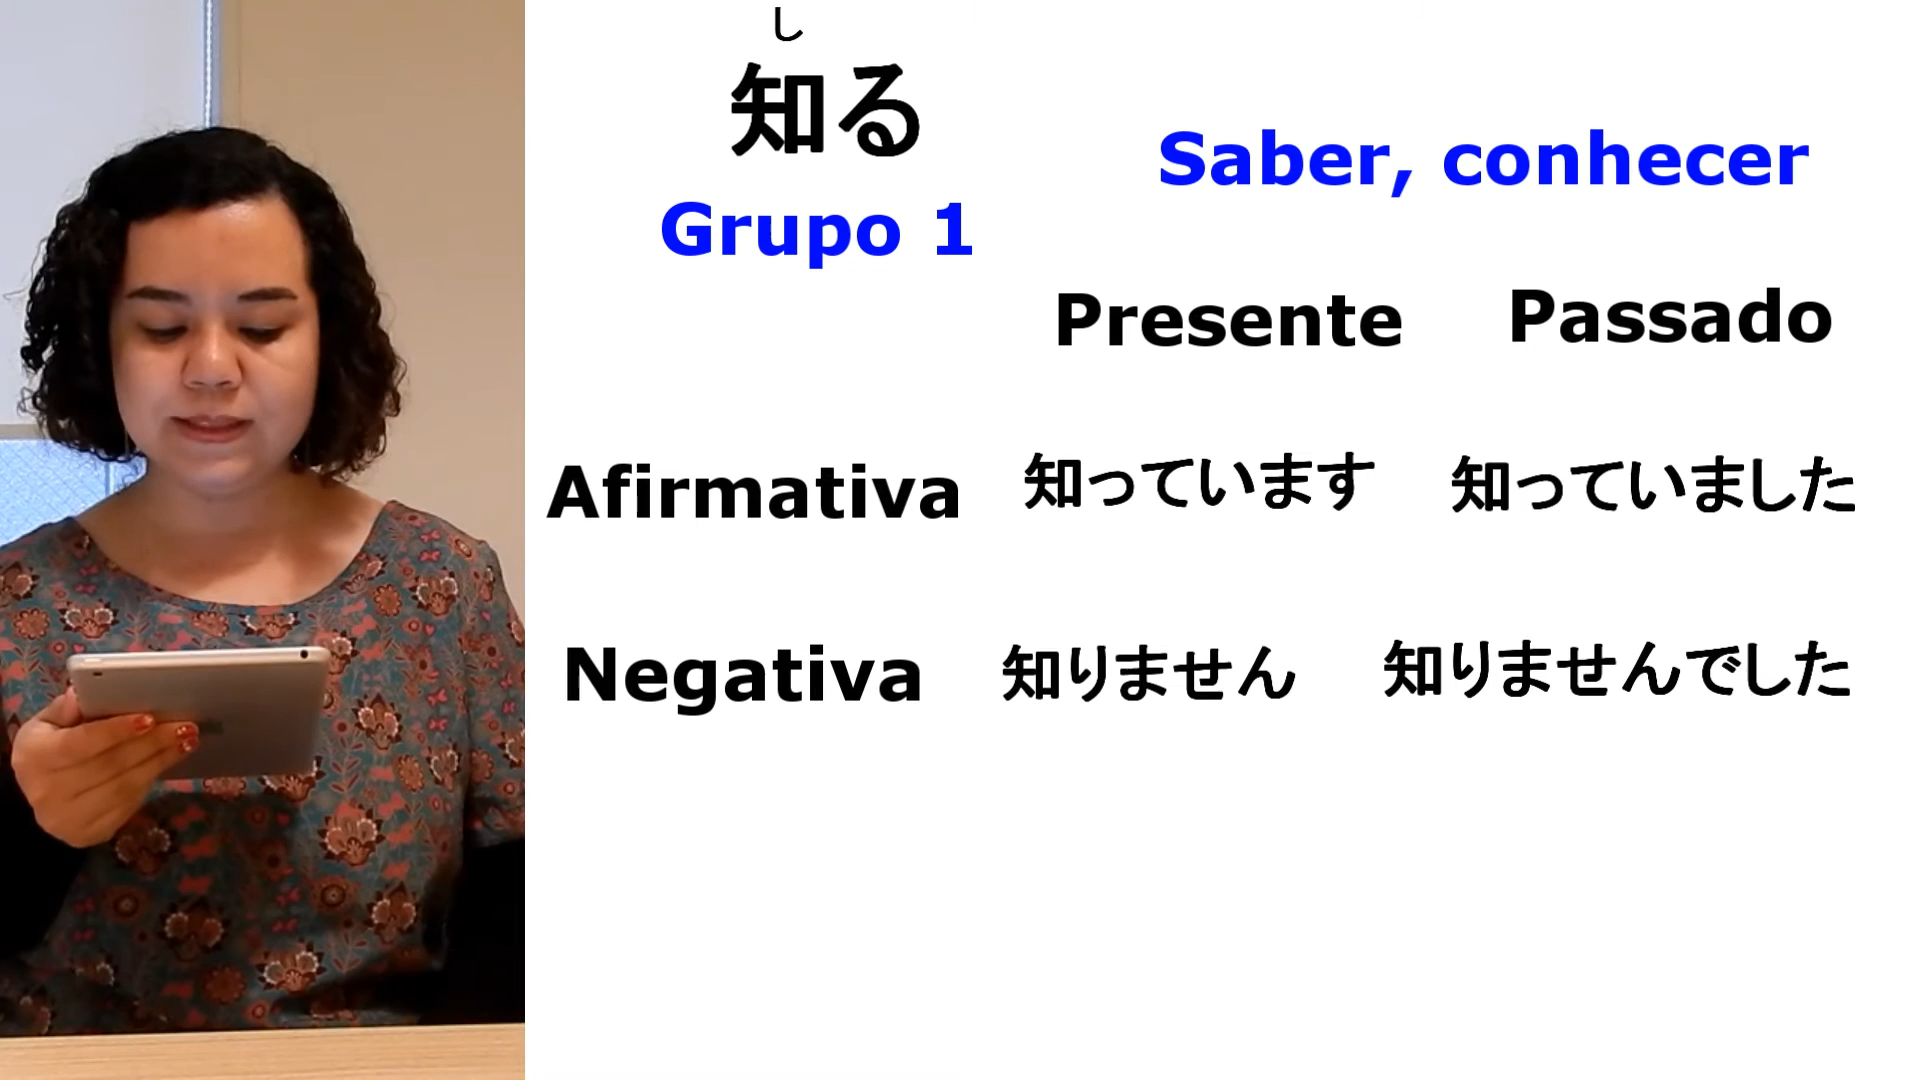 し
知る
Grupo 1
Saber, conhecer
Presente Passado
Afirmativa 知っています 知っていました
Negativa 知りません 知りませんでした